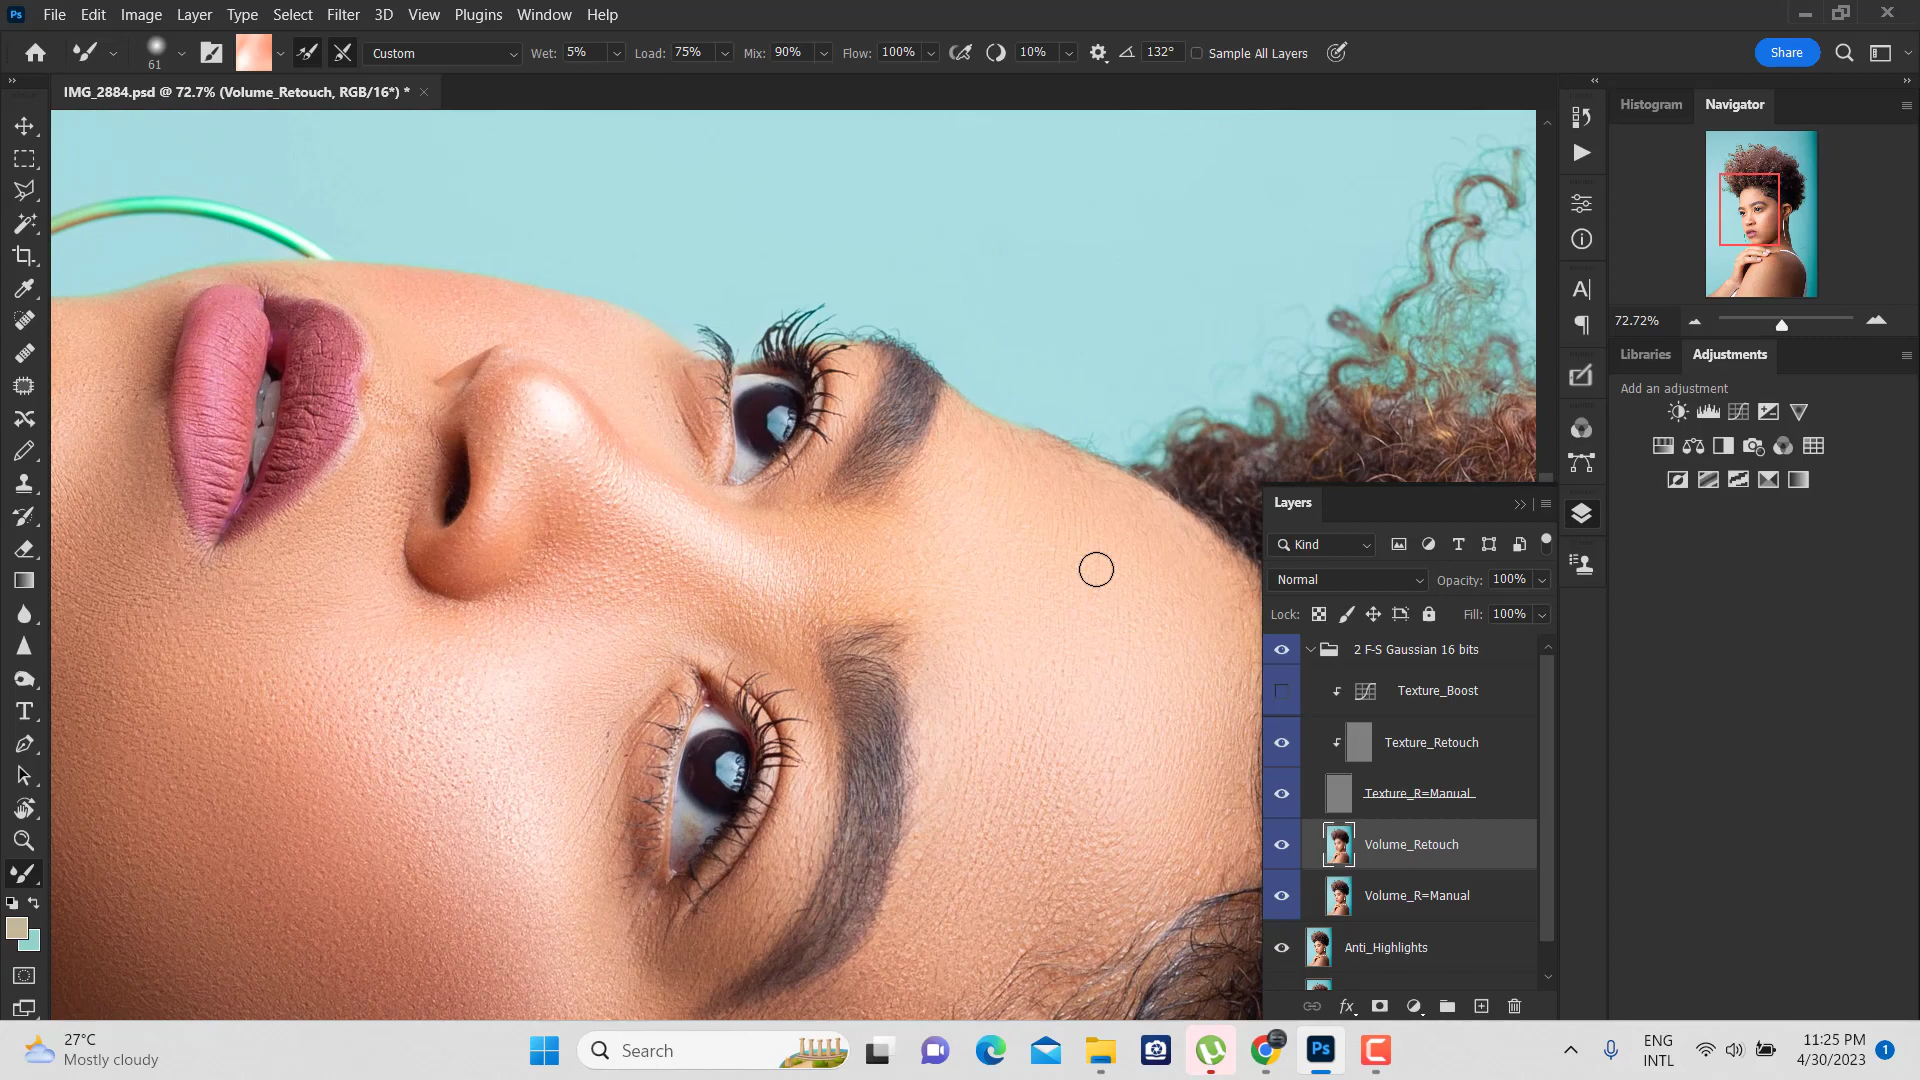 Ps File Edit Image Layer Type Select Filter 3D View Plugins Window Help
61 Custom Wet: 5% Load: 75% Mix: 90% Flow: 100% 10% 132° Sample All Layers Share
IMG_2884.psd @ 72.7% (Volume_Retouch, RGB/16*) *
Histogram Navigator
72.72%
Libraries Adjustments
Add an adjustment
Layers
Kind
Normal Opacity: 100%
Lock: Fill: 100%
2 F-S Gaussian 16 bits
Texture_Boost
Texture_Retouch
Texture_R=Manual
Volume_Retouch
Volume_R=Manual
Anti_Highlights
fx
27°C
Mostly cloudy
Search
Ps
ENG
INTL
11:25 PM
4/30/2023
1